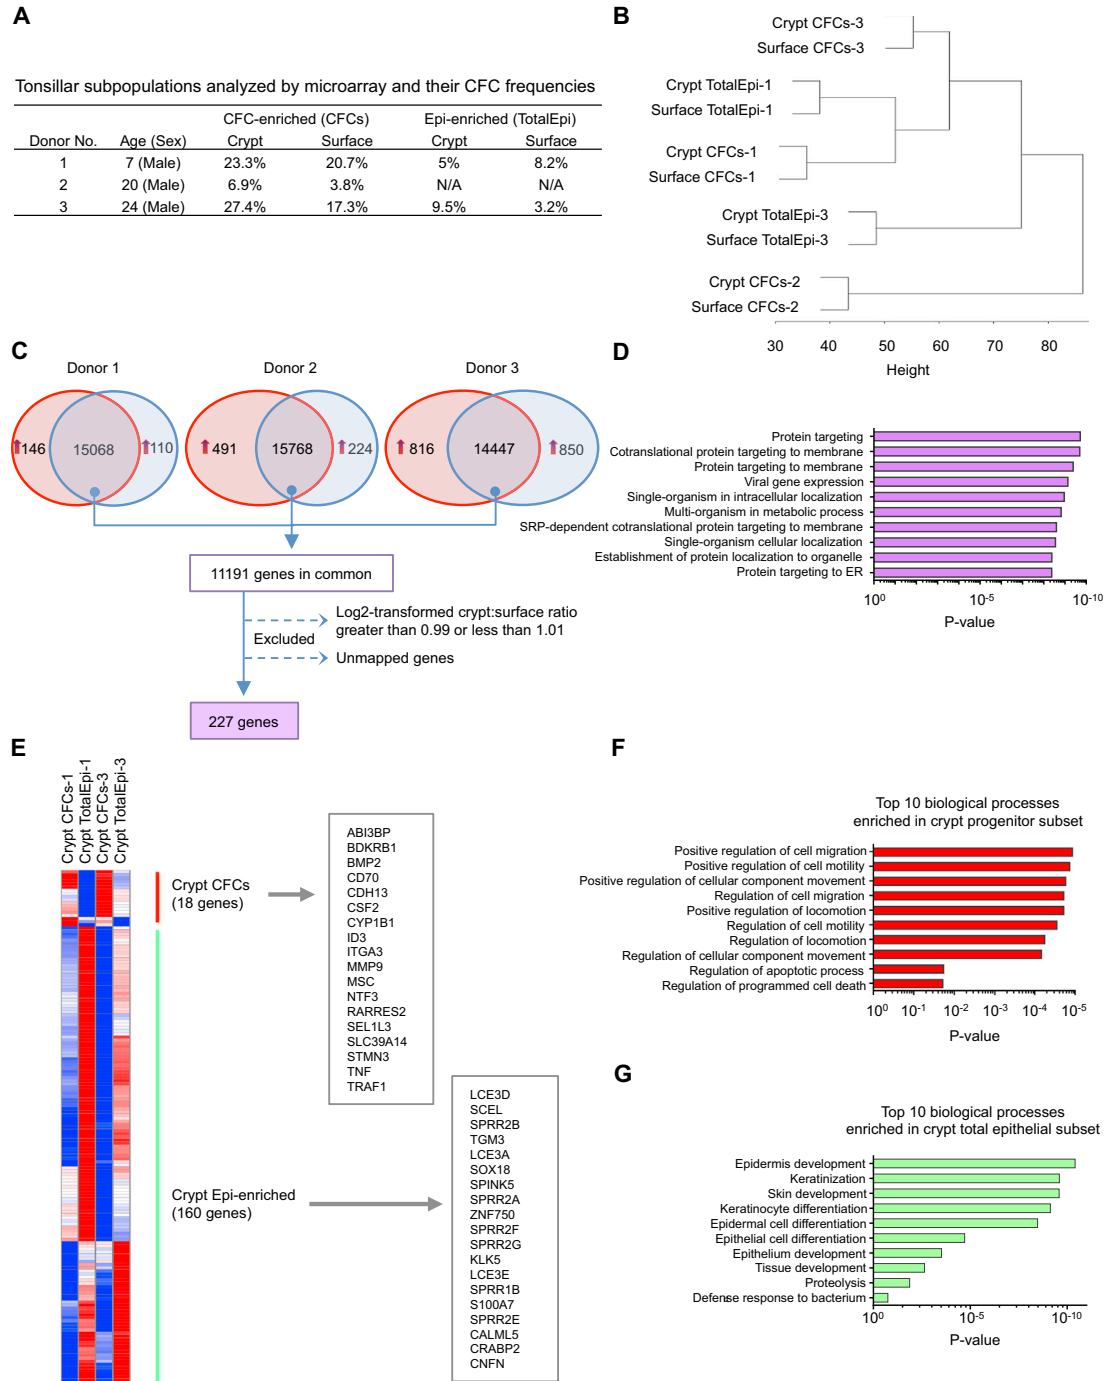 A
Tonsillar subpopulations analyzed by microarray and their CFC frequencies
CFC-enriched (CFCs) Epi-enriched (TotalEpi)
Donor No. Age (Sex) Crypt Surface Crypt Surface
1 7 (Male) 23.3% 20.7% 5% 8.2%
2 20 (Male) 6.9% 3.8% N/A N/A
3 24 (Male) 27.4% 17.3% 9.5% 3.2%
B
Crypt CFCs-3
Surface CFCs-3
Crypt TotalEpi-1
Surface TotalEpi-1
Crypt CFCs-1
Surface CFCs-1
Crypt TotalEpi-3
Surface TotalEpi-3
Crypt CFCs-2
Surface CFCs-2
30 40 50 60 70 80
Height
C
Donor 1 Donor 2 Donor 3
146 15068 110 491 15768 224 816 14447 850
11191 genes in common
Log2-transformed crypt:surface ratio
greater than 0.99 or less than 1.01
Excluded
Unmapped genes
227 genes
D
Protein targeting
Cotranslational protein targeting to membrane
Protein targeting to membrane
Viral gene expression
Single-organism in intracellular localization
Multi-organism in metabolic process
SRP-dependent cotranslational protein targeting to membrane
Single-organism cellular localization
Establishment of protein localization to organelle
Protein targeting to ER
10^0 10^-5 10^-10
P-value
E
Crypt CFCs-1
Crypt TotalEpi-1
Crypt CFCs-3
Crypt TotalEpi-3
Crypt CFCs
(18 genes)
ABI3BP
BDKRB1
BMP2
CD70
CDH13
CSF2
CYP1B1
ID3
ITGA3
MMP9
MSC
NTF3
RARRES2
SEL1L3
SLC39A14
STMN3
TNF
TRAF1
Crypt Epi-enriched
(160 genes)
LCE3D
SCEL
SPRR2B
TGM3
LCE3A
SOX18
SPINK5
SPRR2A
ZNF750
SPRR2F
SPRR2G
KLK5
LCE3E
SPRR1B
S100A7
SPRR2E
CALML5
CRABP2
CNFN
F
Top 10 biological processes
enriched in crypt progenitor subset
Positive regulation of cell migration
Positive regulation of cell motility
Positive regulation of cellular component movement
Regulation of cell migration
Positive regulation of locomotion
Regulation of cell motility
Regulation of locomotion
Regulation of cellular component movement
Regulation of apoptotic process
Regulation of programmed cell death
10^0 10^-1 10^-2 10^-3 10^-4 10^-5
P-value
G
Top 10 biological processes
enriched in crypt total epithelial subset
Epidermis development
Keratinization
Skin development
Keratinocyte differentiation
Epidermal cell differentiation
Epithelial cell differentiation
Epithelium development
Tissue development
Proteolysis
Defense response to bacterium
10^0 10^-5 10^-10
P-value